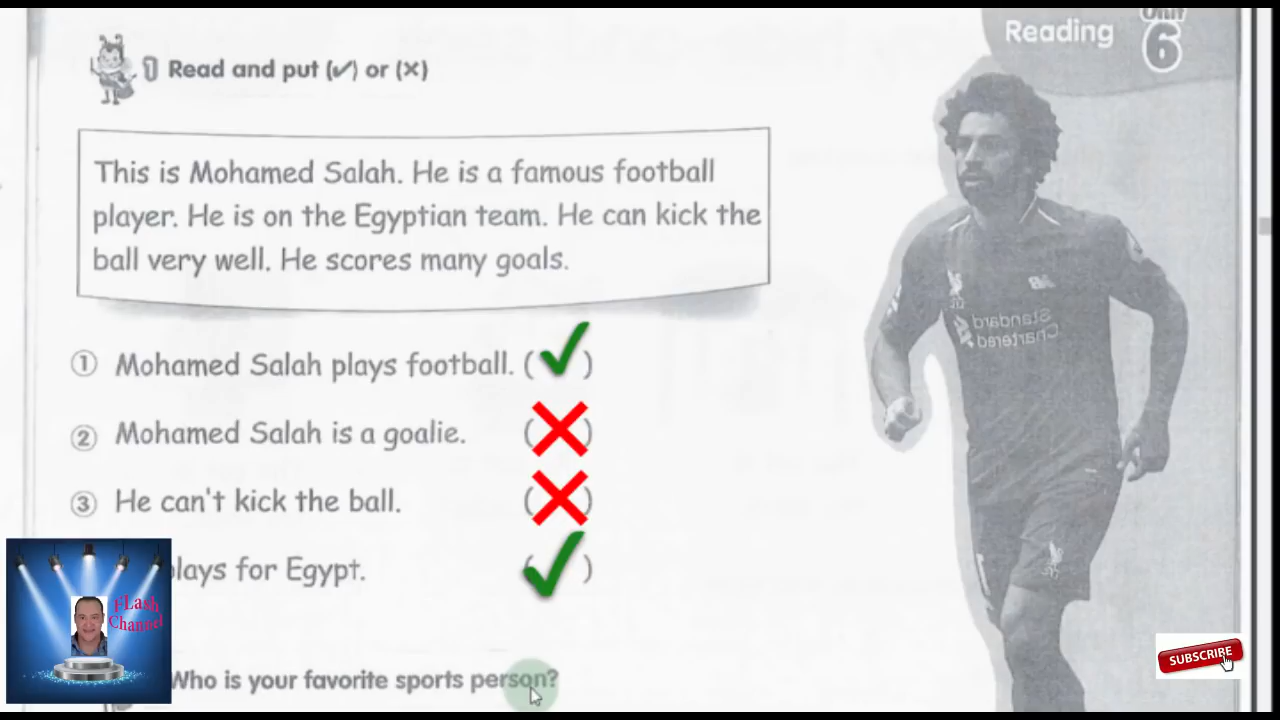 Reading
Unit
6
1 Read and put (✓) or (×)
This is Mohamed Salah. He is a famous football
player. He is on the Egyptian team. He can kick the
ball very well. He scores many goals.
① Mohamed Salah plays football. (✓)
② Mohamed Salah is a goalie. (×)
③ He can't kick the ball. (×)
plays for Egypt. (✓)
Who is your favorite sports person?
Standard
Chartered
FLash
Channel
SUBSCRIBE